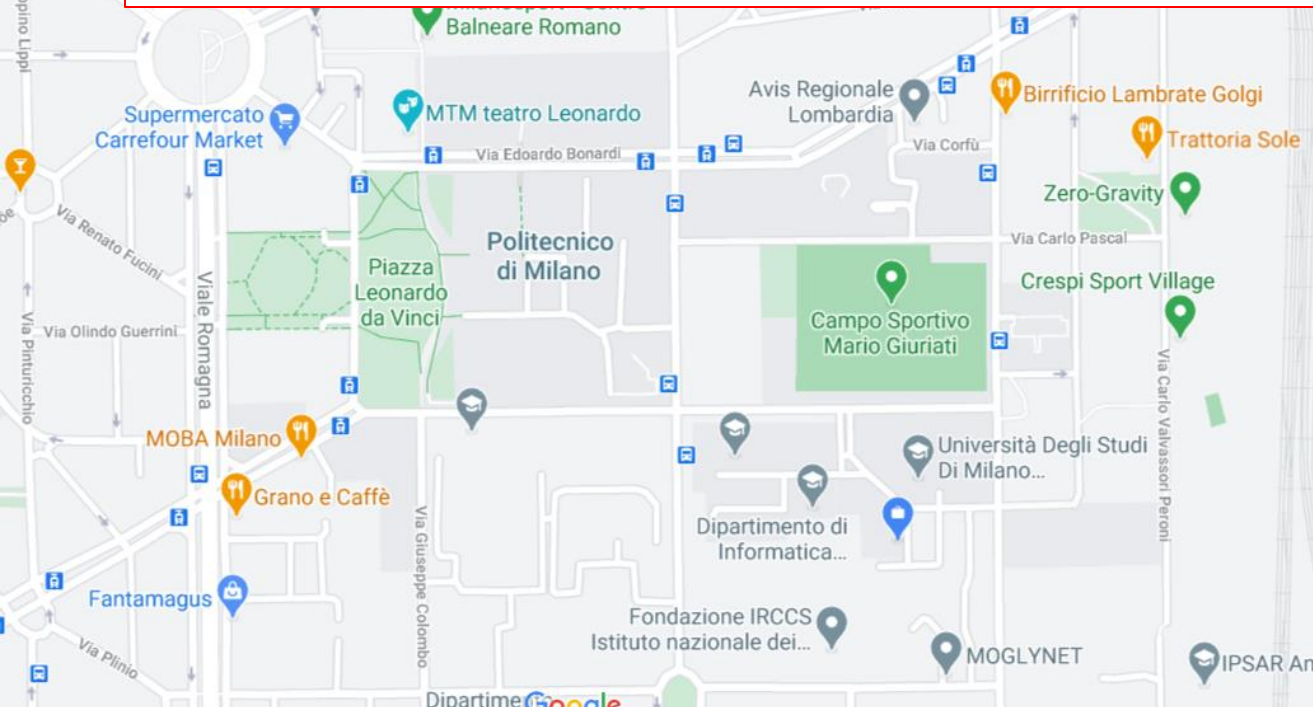 Balneare Romano
MTM teatro Leonardo
Supermercato
Carrefour Market
Avis Regionale
Lombardia
Birrificio Lambrate Golgi
Trattoria Sole
Via Corfù
Via Edoardo Bonardi
Zero-Gravity
Via Renato Fucini
Politecnico
di Milano
Via Carlo Pascal
Piazza
Leonardo
da Vinci
Crespi Sport Village
Viale Romagna
Via Olindo Guerrini
Via Pinturicchio
Campo Sportivo
Mario Giuriati
Via Carlo Valvassori Peroni
MOBA Milano
Grano e Caffè
Università Degli Studi
Di Milano...
Dipartimento di
Informatica...
Via Giuseppe Colombo
Fantamagus
Fondazione IRCCS
Istituto nazionale dei...
Via Plinio
MOGLYNET
IPSAR
Google